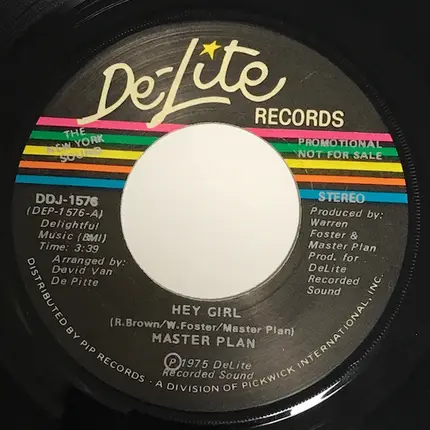 De-Lite
RECORDS
THE
NEW YORK
SOUND
PROMOTIONAL
NOT FOR SALE
DDJ-1576
(DEP-1576-A)
Delightful
Music (BMI)
Time: 3:39
Arranged by:
David Van
De Pitte
STEREO
Produced by:
Warren
Foster &
Master Plan
Prod. for
DeLite
Recorded
Sound
HEY GIRL
(R.Brown/W.Foster/Master Plan)
MASTER PLAN
Ⓟ1975 DeLite
Recorded Sound
DISTRIBUTED BY PIP RECORDS - A DIVISION OF PICKWICK INTERNATIONAL, INC.